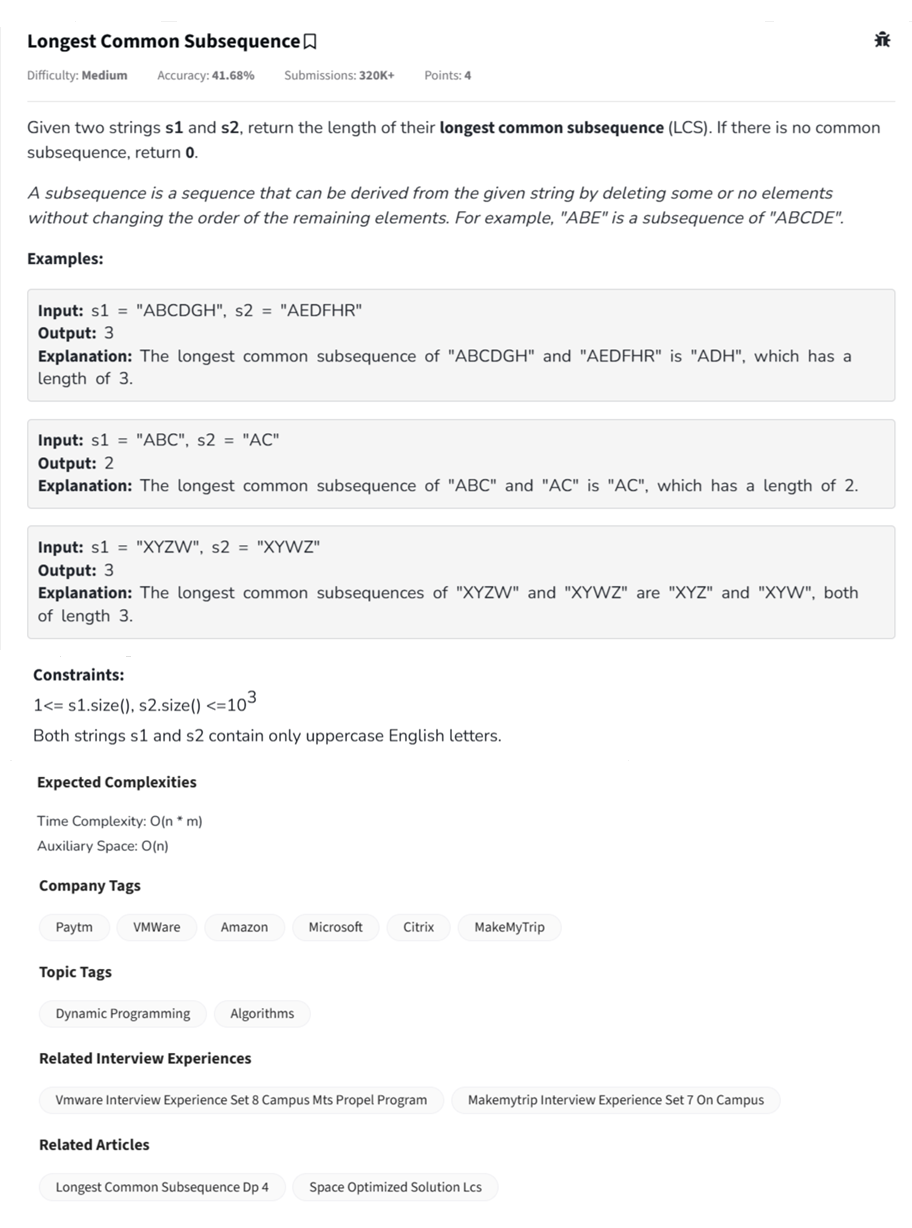 Longest Common Subsequence
Difficulty: Medium Accuracy: 41.68% Submissions: 320K+ Points: 4
Given two strings s1 and s2, return the length of their longest common subsequence (LCS). If there is no common
subsequence, return 0.
A subsequence is a sequence that can be derived from the given string by deleting some or no elements
without changing the order of the remaining elements. For example, "ABE" is a subsequence of "ABCDE".
Examples:
Input: s1 = "ABCDGH", s2 = "AEDFHR"
Output: 3
Explanation: The longest common subsequence of "ABCDGH" and "AEDFHR" is "ADH", which has a
length of 3.
Input: s1 = "ABC", s2 = "AC"
Output: 2
Explanation: The longest common subsequence of "ABC" and "AC" is "AC", which has a length of 2.
Input: s1 = "XYZW", s2 = "XYWZ"
Output: 3
Explanation: The longest common subsequences of "XYZW" and "XYWZ" are "XYZ" and "XYW", both
of length 3.
Constraints:
1<= s1.size(), s2.size() <=10³
Both strings s1 and s2 contain only uppercase English letters.
Expected Complexities
Time Complexity: O(n * m)
Auxiliary Space: O(n)
Company Tags
Paytm VMWare Amazon Microsoft Citrix MakeMyTrip
Topic Tags
Dynamic Programming Algorithms
Related Interview Experiences
Vmware Interview Experience Set 8 Campus Mts Propel Program Makemytrip Interview Experience Set 7 On Campus
Related Articles
Longest Common Subsequence Dp 4 Space Optimized Solution Lcs